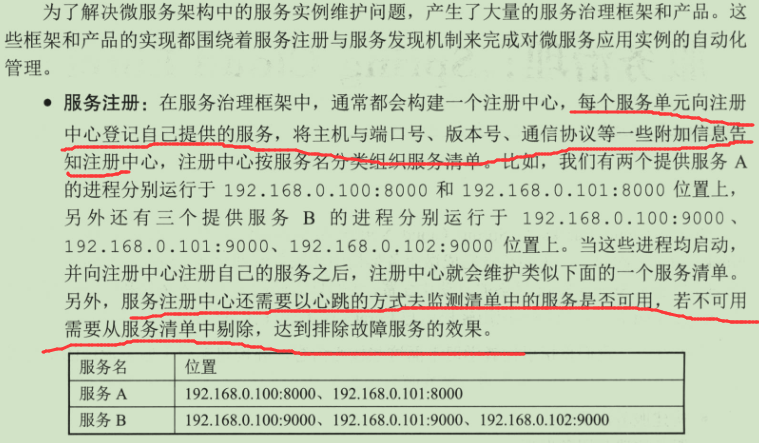 为了解决微服务架构中的服务实例维护问题，产生了大量的服务治理框架和产品。这
些框架和产品的实现都围绕着服务注册与服务发现机制来完成对微服务应用实例的自动化
管理。
● 服务注册：在服务治理框架中，通常都会构建一个注册中心，每个服务单元向注册
中心登记自己提供的服务，将主机与端口号、版本号、通信协议等一些附加信息告
知注册中心，注册中心按服务名分类组织服务清单。比如，我们有两个提供服务 A
的进程分别运行于 192.168.0.100:8000 和 192.168.0.101:8000 位置上，
另外还有三个提供服务 B 的进程分别运行于 192.168.0.100:9000、
192.168.0.101:9000、192.168.0.102:9000 位置上。当这些进程均启动，
并向注册中心注册自己的服务之后，注册中心就会维护类似下面的一个服务清单。
另外，服务注册中心还需要以心跳的方式去监测清单中的服务是否可用，若不可用
需要从服务清单中剔除，达到排除故障服务的效果。
服务名 位置
服务 A 192.168.0.100:8000、192.168.0.101:8000
服务 B 192.168.0.100:9000、192.168.0.101:9000、192.168.0.102:9000